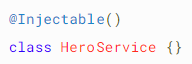 @Injectable()
class HeroService {}